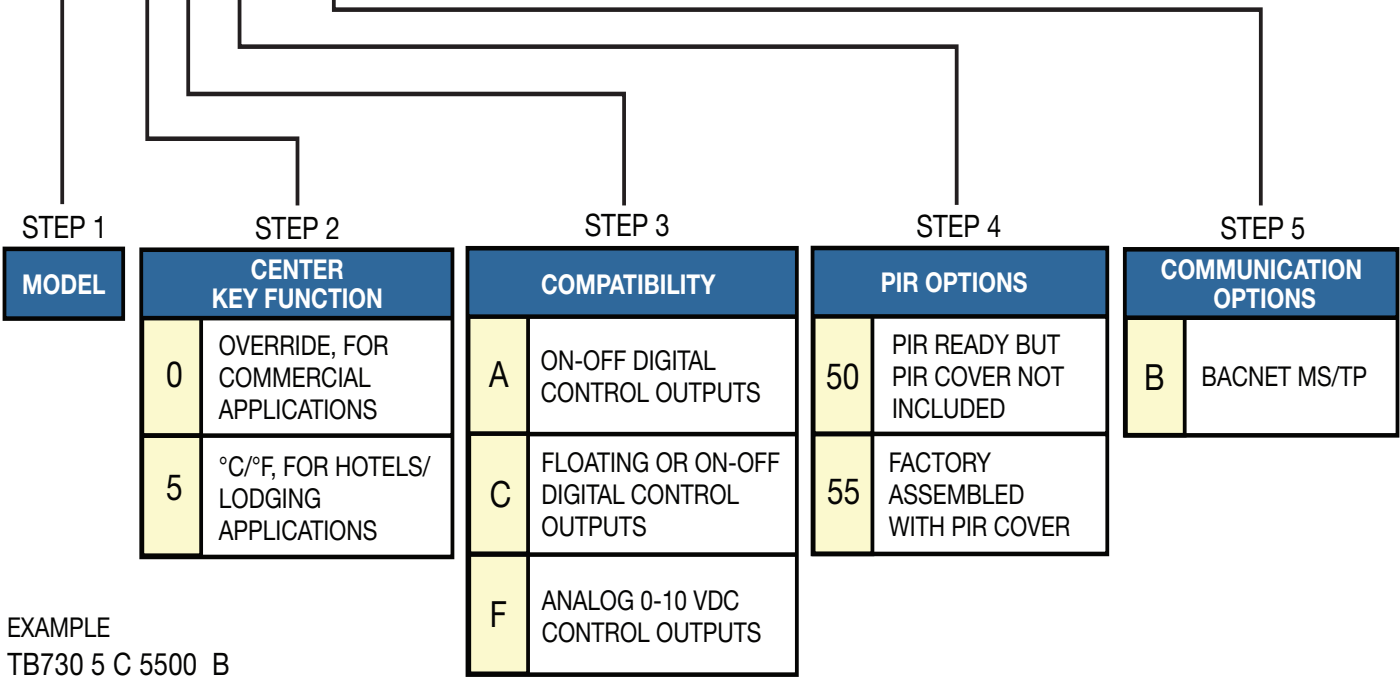 STEP 1
STEP 2
STEP 3
STEP 4
STEP 5
MODEL
CENTER
KEY FUNCTION
0
OVERRIDE, FOR
COMMERCIAL
APPLICATIONS
5
°C/°F, FOR HOTELS/
LODGING
APPLICATIONS
COMPATIBILITY
A
ON-OFF DIGITAL
CONTROL OUTPUTS
C
FLOATING OR ON-OFF
DIGITAL CONTROL
OUTPUTS
F
ANALOG 0-10 VDC
CONTROL OUTPUTS
PIR OPTIONS
50
PIR READY BUT
PIR COVER NOT
INCLUDED
55
FACTORY
ASSEMBLED
WITH PIR COVER
COMMUNICATION
OPTIONS
B
BACNET MS/TP
EXAMPLE
TB730 5 C 5500 B